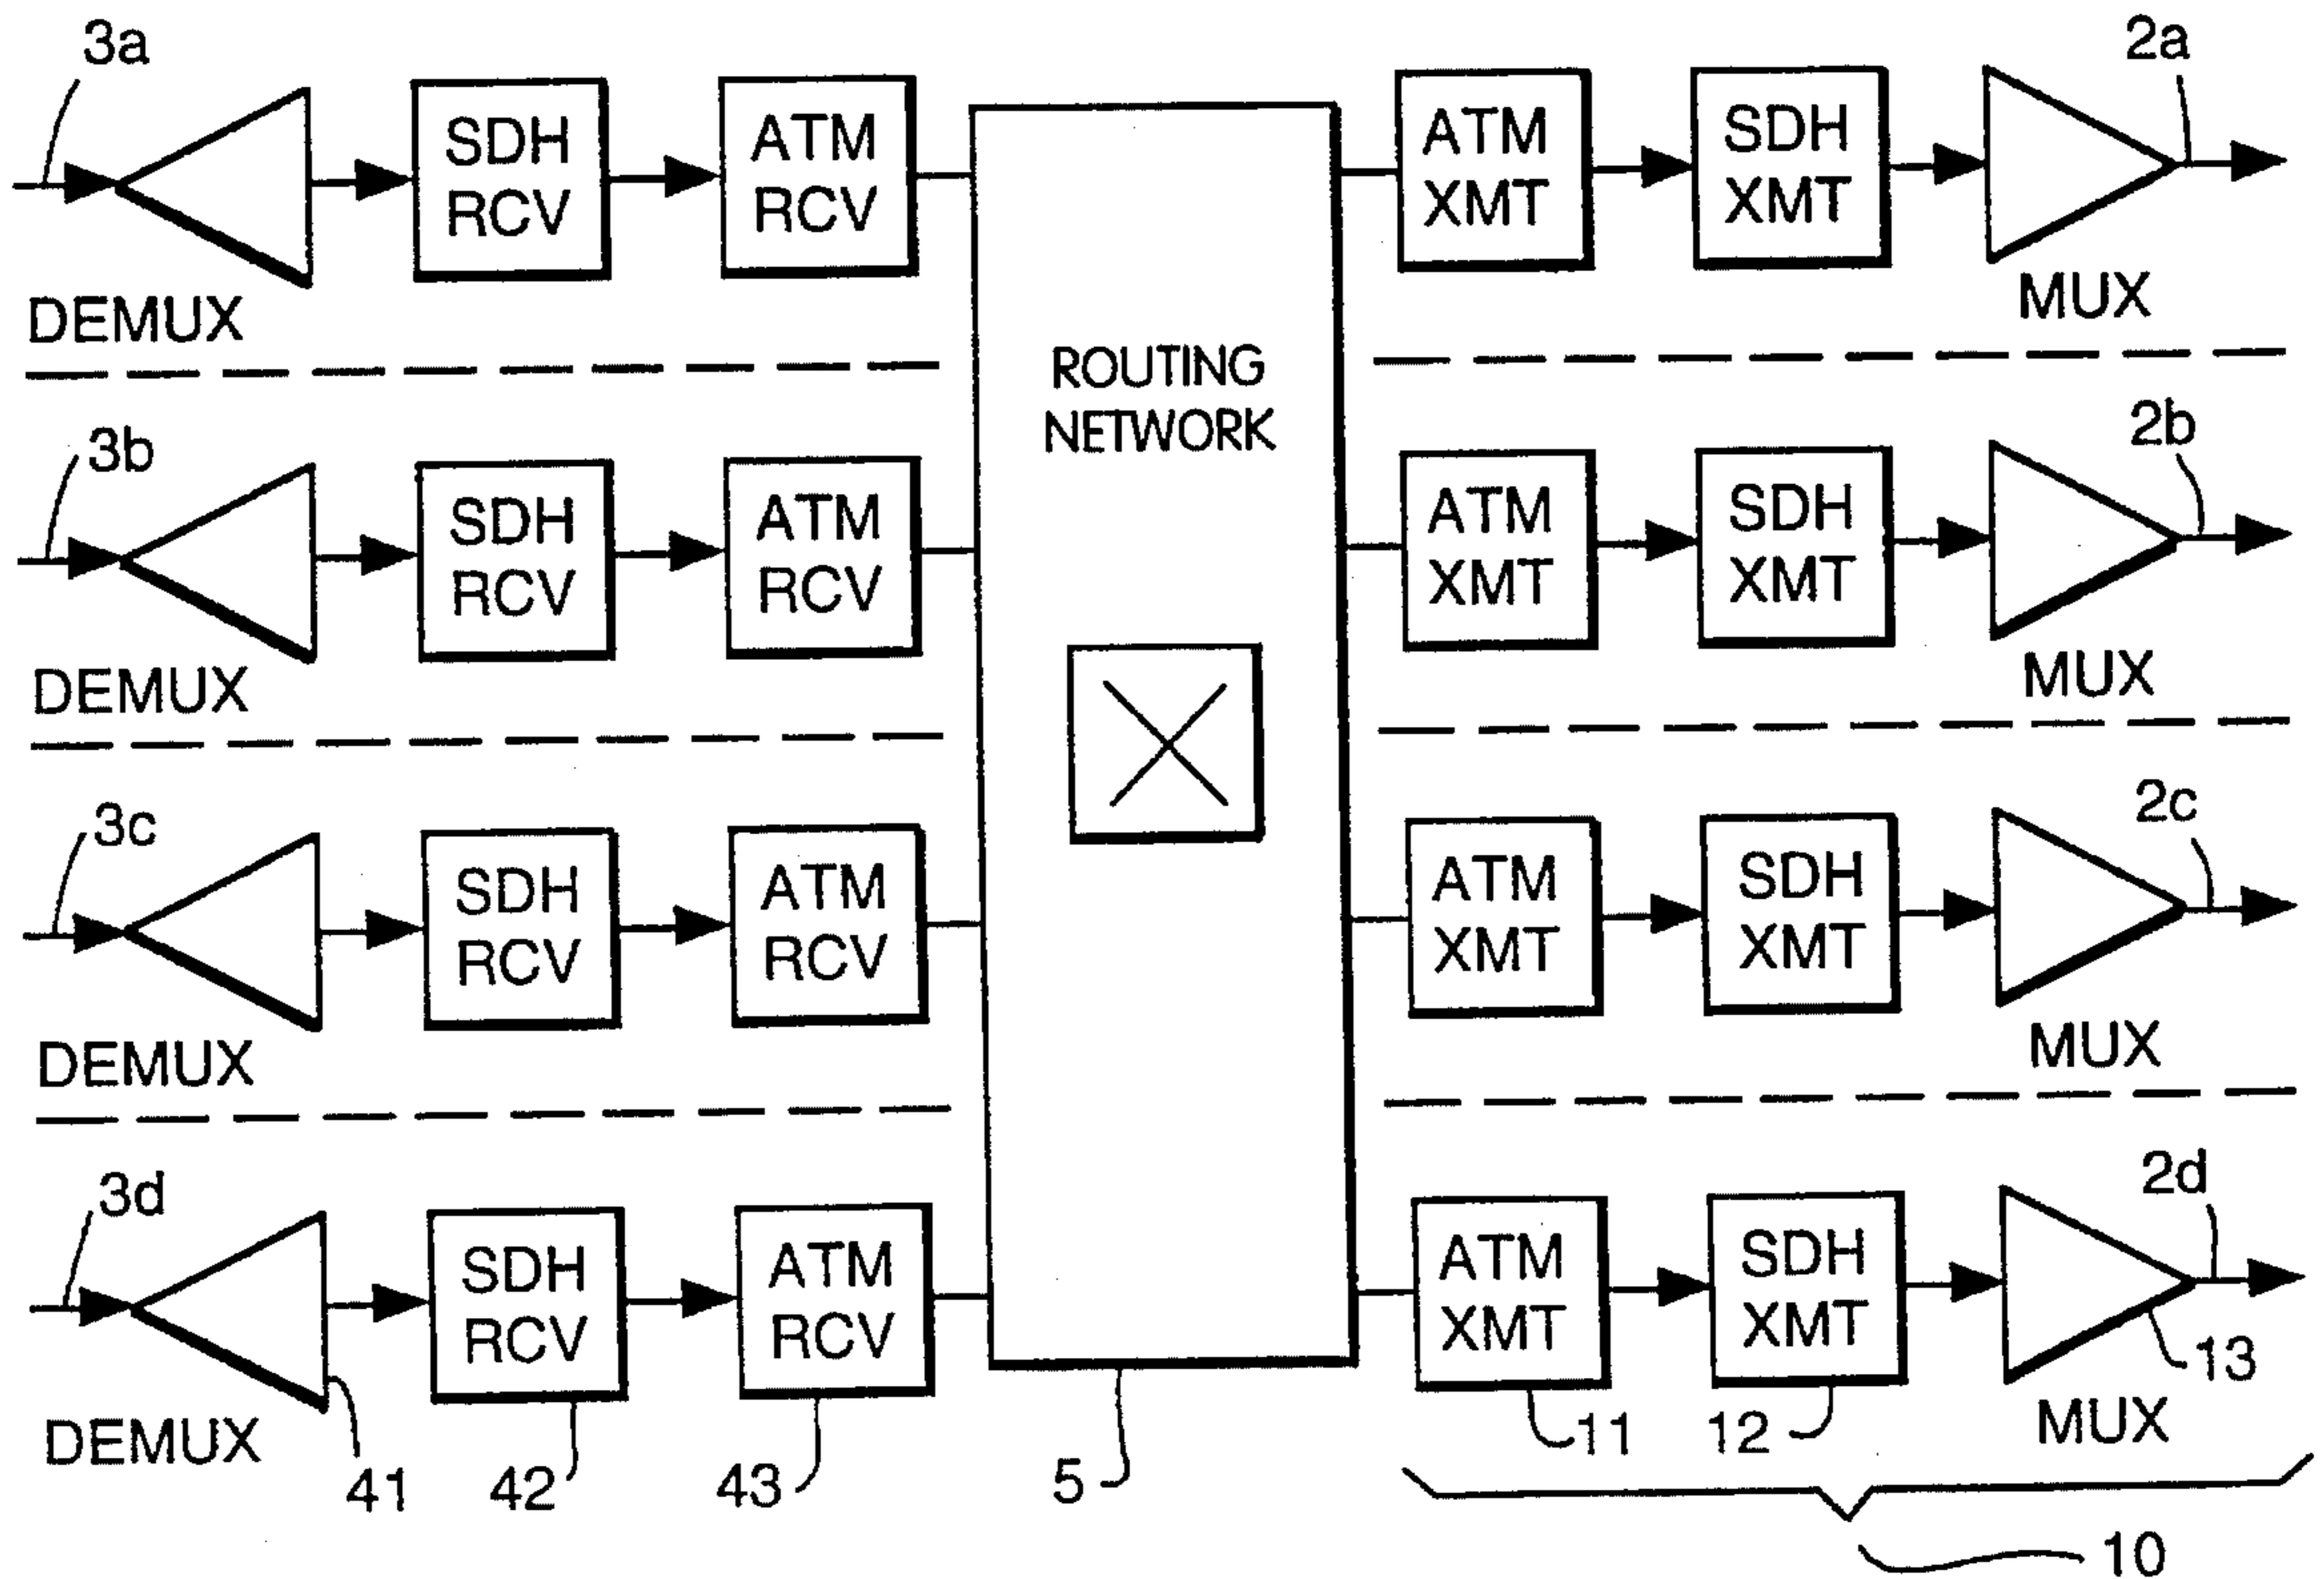 3a
2a
SDH
RCV
ATM
RCV
ATM
XMT
SDH
XMT
DEMUX
MUX
ROUTING
NETWORK
3b
2b
SDH
RCV
ATM
RCV
ATM
XMT
SDH
XMT
DEMUX
MUX
3c
2c
SDH
RCV
ATM
RCV
ATM
XMT
SDH
XMT
DEMUX
MUX
3d
2d
SDH
RCV
ATM
RCV
ATM
XMT
SDH
XMT
13
DEMUX
MUX
41
42
43
5
11
12
10